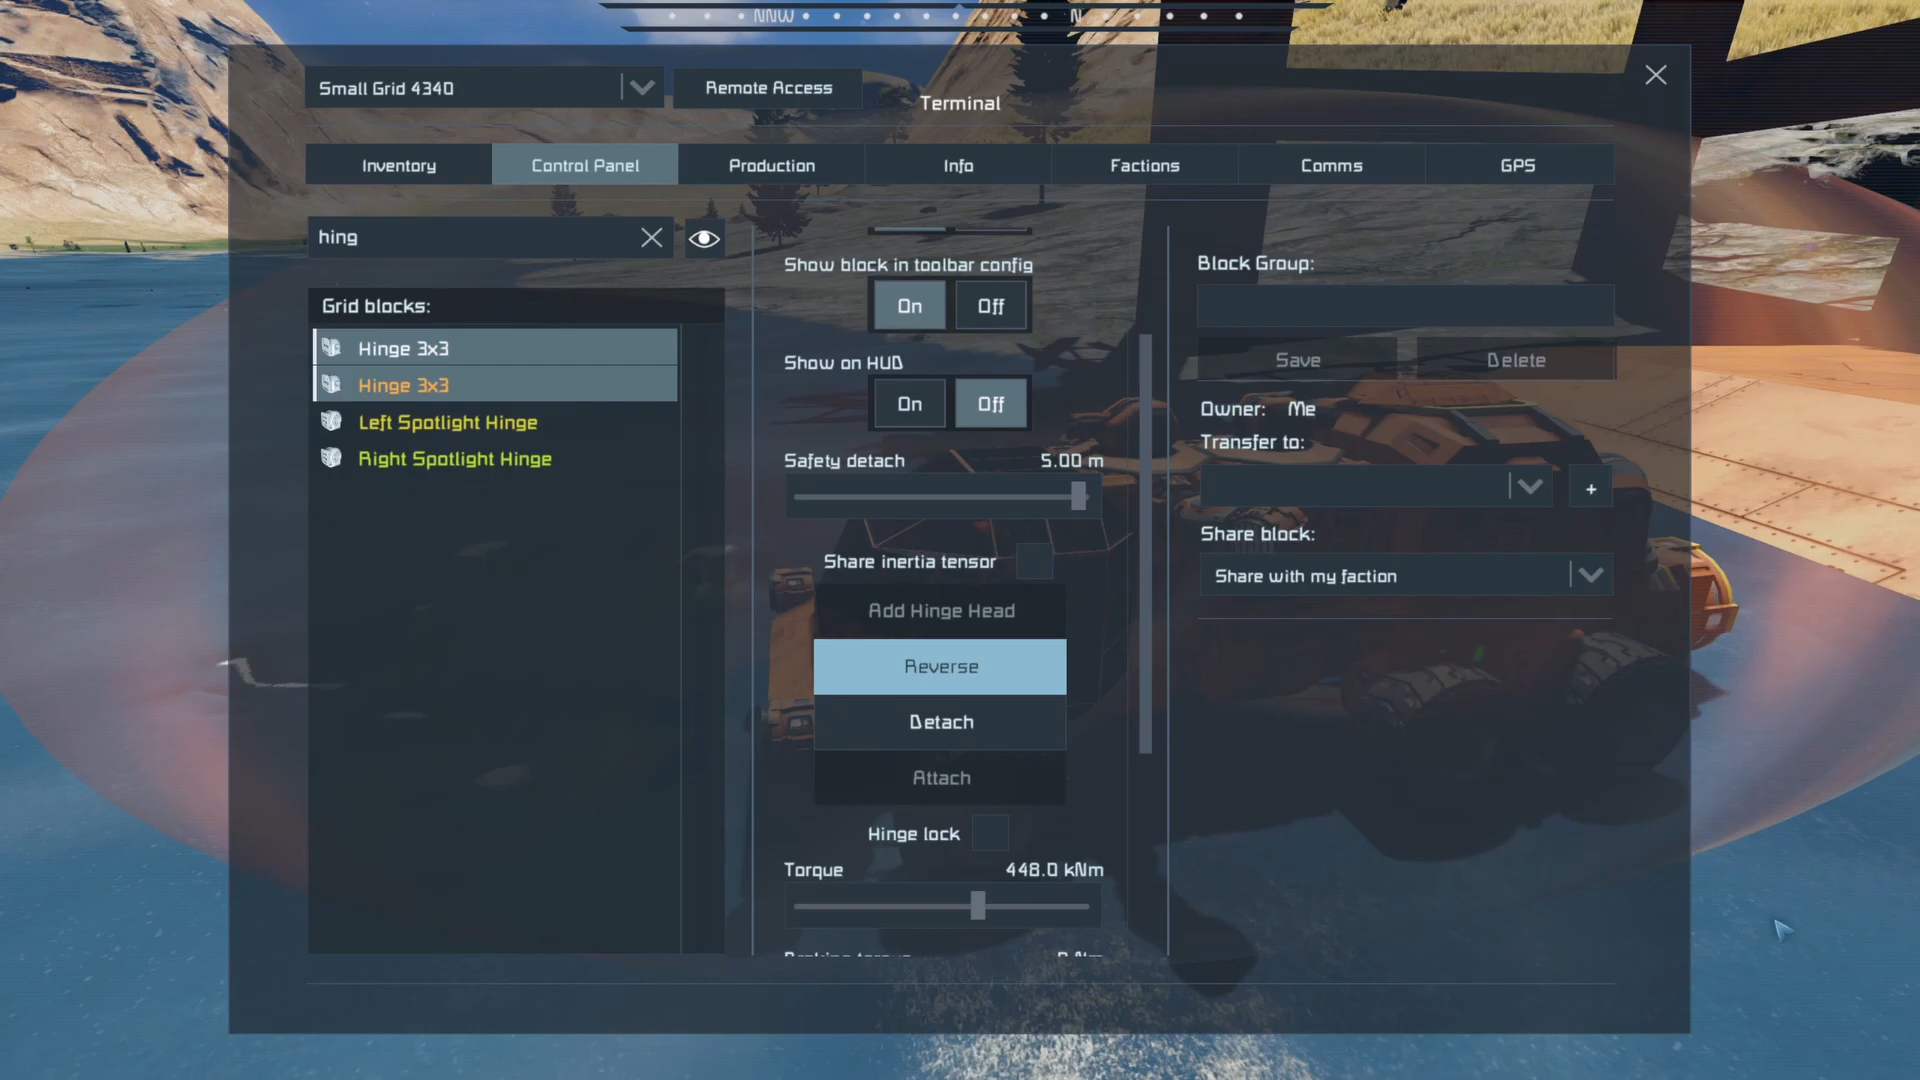 NNW
N
Small Grid 4340
Remote Access
Terminal
Inventory
Control Panel
Production
Info
Factions
Comms
GPS
hing
Grid blocks:
Hinge 3x3
Hinge 3x3
Left Spotlight Hinge
Right Spotlight Hinge
Show block in toolbar config
On
Off
Show on HUD
On
Off
Safety detach
5.00 m
Share inertia tensor
Add Hinge Head
Reverse
Detach
Attach
Hinge lock
Torque
448.0 kNm
Block Group:
Save
Delete
Owner: Me
Transfer to:
+
Share block:
Share with my faction